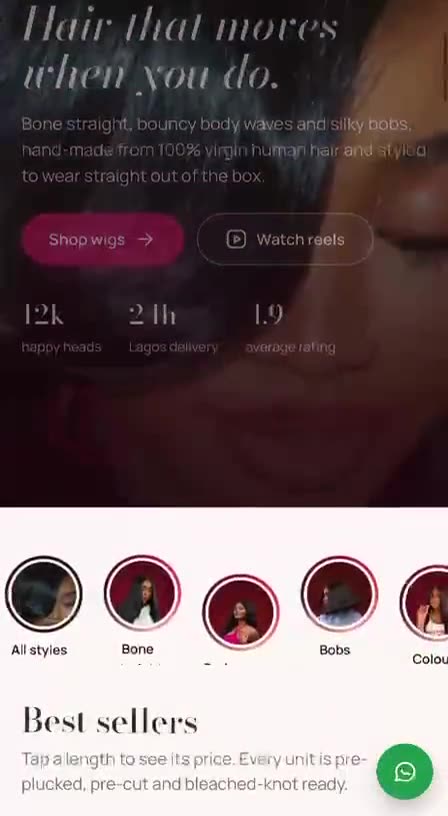 Hair that moves
when you do.
Bone straight, bouncy body waves and silky bobs,
hand-made from 100% virgin human hair and styled
to wear straight out of the box.
Shop wigs
Watch reels
12k
24h
4.9
happy heads
Lagos delivery
average rating
All styles
Bone
Bobs
Colou
Best sellers
Tap a length to see its price. Every unit is pre-
plucked, pre-cut and bleached-knot ready.